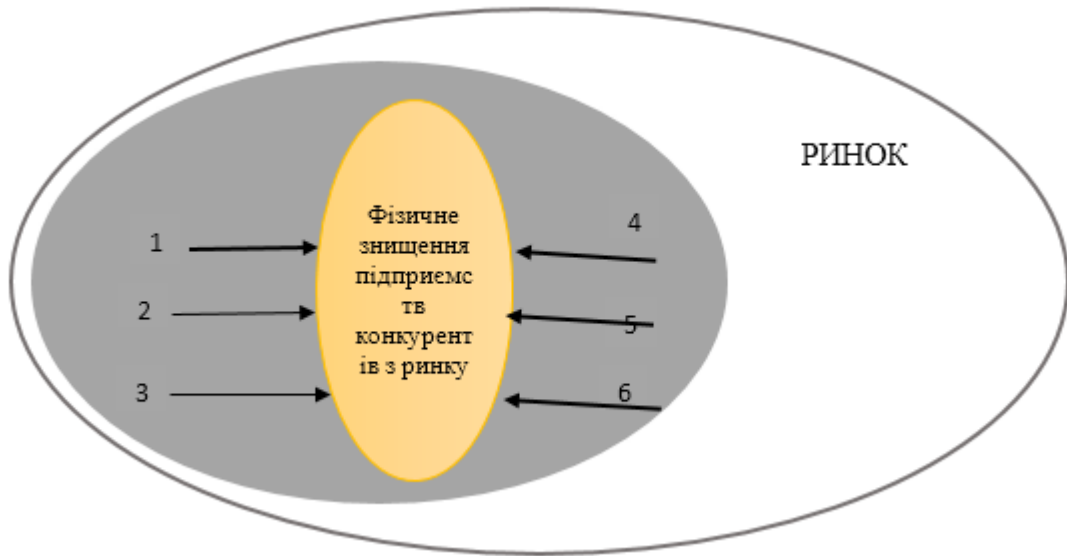 РИНОК
Фізичне
знищення
підприємс
тв
конкурент
ів з ринку
1
2
3
4
5
6